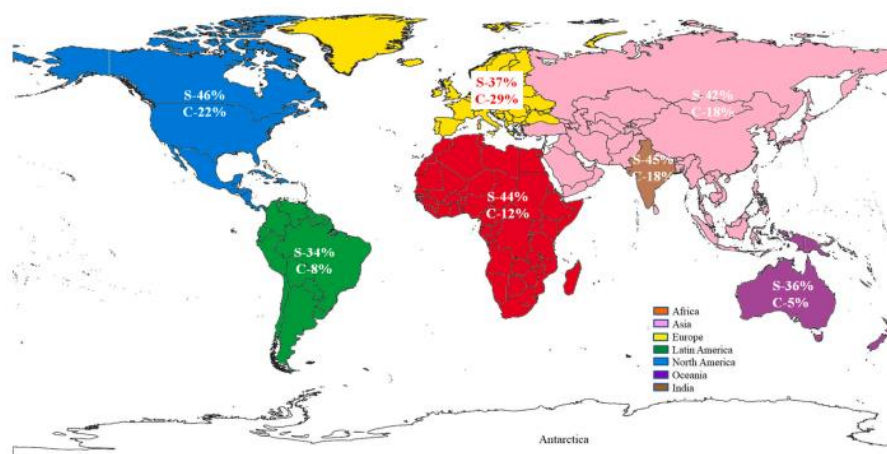 S-46%
C-22%
S-37%
C-29%
S-42%
C-18%
S-45%
C-18%
S-44%
C-12%
S-34%
C-8%
S-36%
C-5%
Africa
Asia
Europe
Latin America
North America
Oceania
India
Antarctica